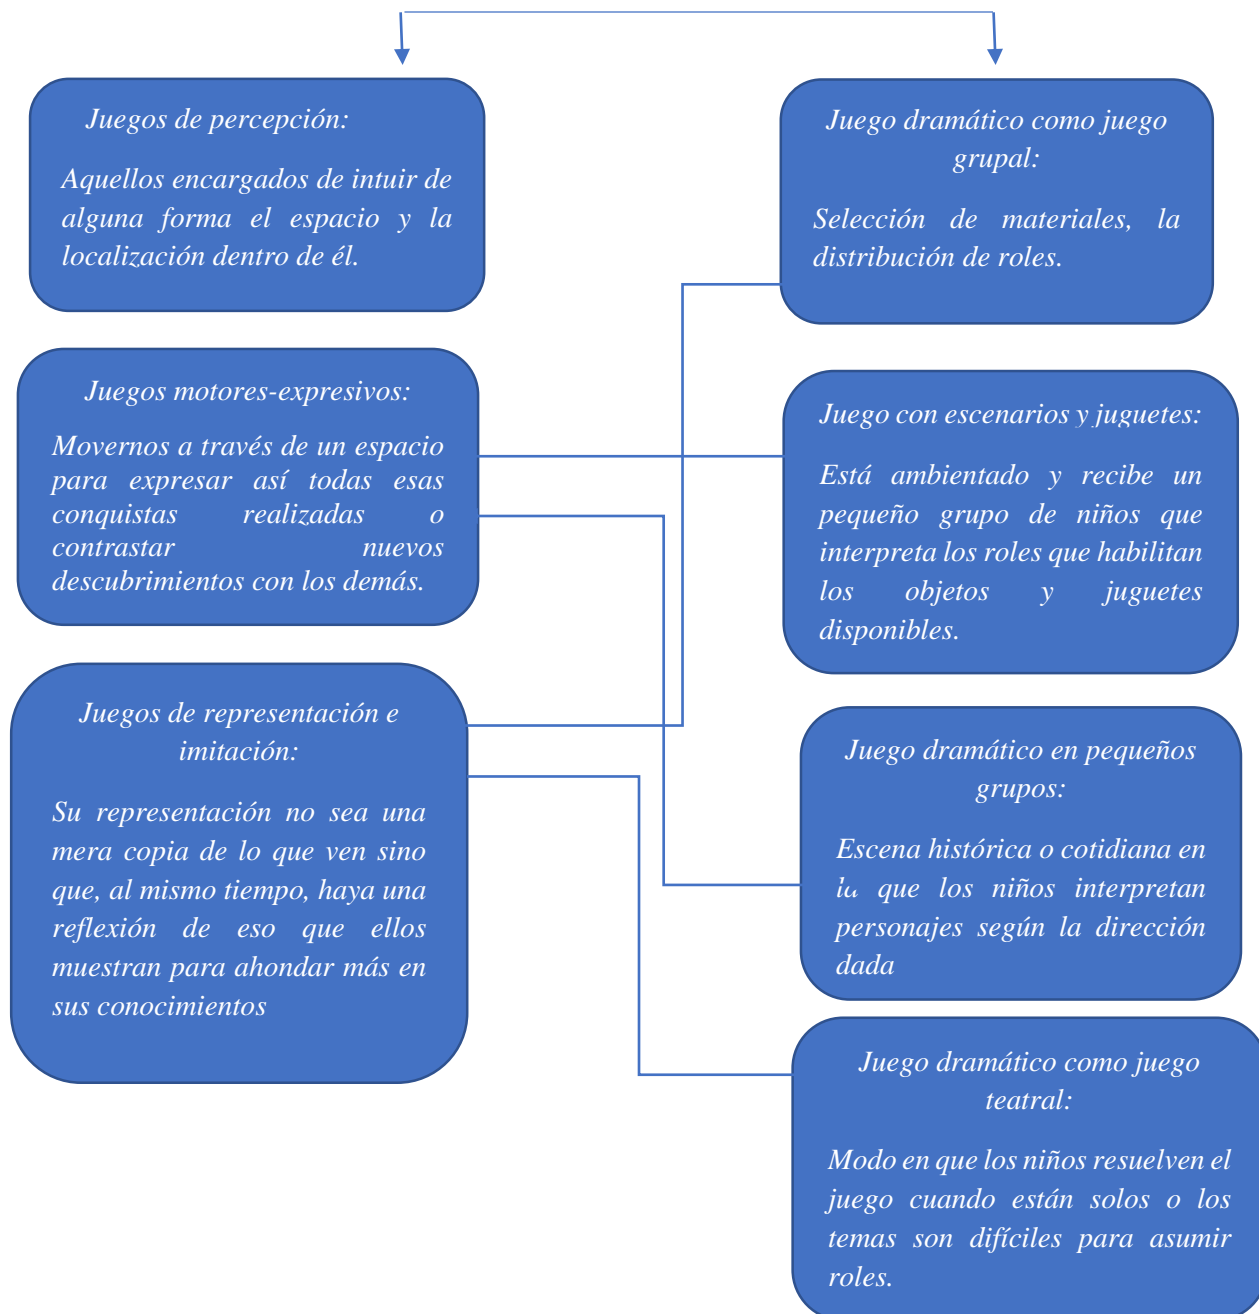 Juegos de percepción:
Aquellos encargados de intuir de
alguna forma el espacio y la
localización dentro de él.
Juegos motores-expresivos:
Movernos a través de un espacio
para expresar así todas esas
conquistas realizadas o
contrastar nuevos
descubrimientos con los demás.
Juegos de representación e
imitación:
Su representación no sea una
mera copia de lo que ven sino
que, al mismo tiempo, haya una
reflexión de eso que ellos
muestran para ahondar más en
sus conocimientos
Juego dramático como juego
grupal:
Selección de materiales, la
distribución de roles.
Juego con escenarios y juguetes:
Está ambientado y recibe un
pequeño grupo de niños que
interpreta los roles que habilitan
los objetos y juguetes
disponibles.
Juego dramático en pequeños
grupos:
Escena histórica o cotidiana en
la que los niños interpretan
personajes según la dirección
dada
Juego dramático como juego
teatral:
Modo en que los niños resuelven el
juego cuando están solos o los
temas son difíciles para asumir
roles.